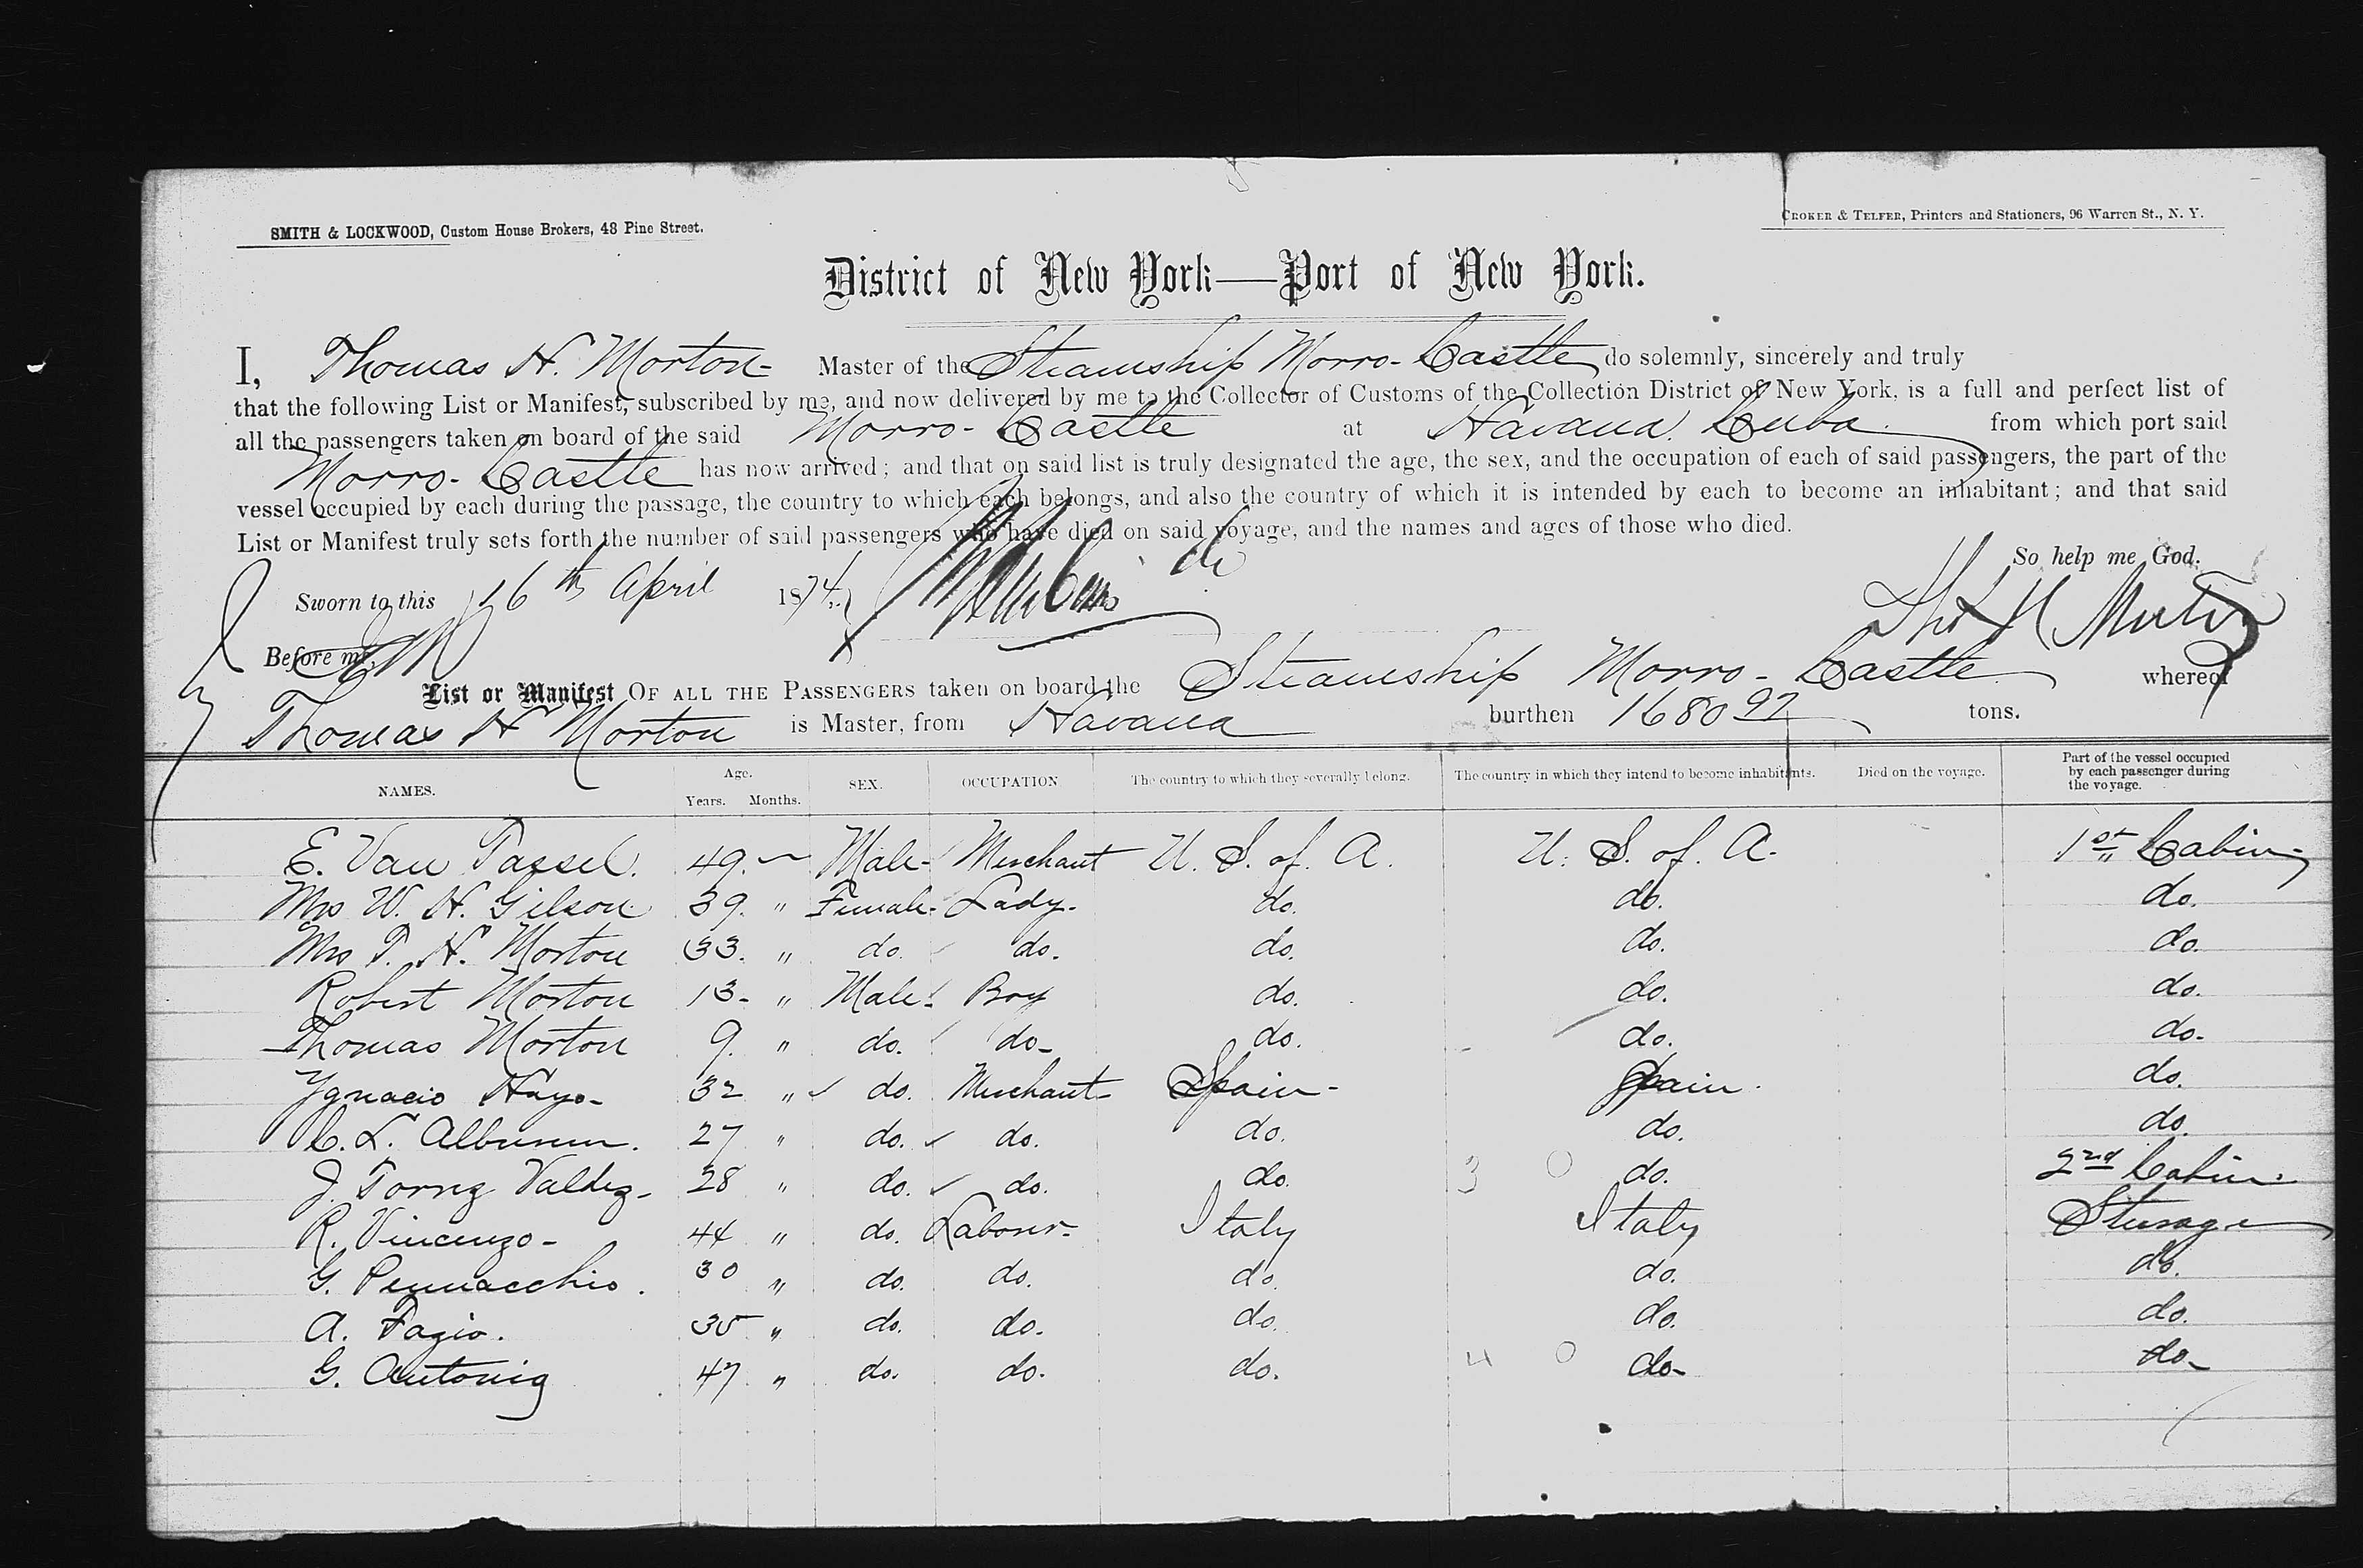 SMITH & LOCKWOOD, Custom House Brokers, 48 Pine Street.
CROKER & TELFER, Printers and Stationers, 96 Warren St., N. Y.
District of New York—Port of New York.
I, Thomas H. Morton- Master of the Steamship Morro-Castle do solemnly, sincerely and truly
that the following List or Manifest, subscribed by me, and now delivered by me to the Collector of Customs of the Collection District of New York, is a full and perfect list of
all the passengers taken on board of the said Morro-Castle at Havana. Cuba. from which port said
Morro-Castle has now arrived; and that on said list is truly designated the age, the sex, and the occupation of each of said passengers, the part of the
vessel occupied by each during the passage, the country to which each belongs, and also the country of which it is intended by each to become an inhabitant; and that said
List or Manifest truly sets forth the number of said passengers who have died on said voyage, and the names and ages of those who died.
So help me God.
Sworn to this 16th April 1874 Tho H Morton
Before me,
List or Manifest OF ALL THE PASSENGERS taken on board the Steamship Morro-Castle whereof
Thomas H Morton is Master, from Havana burthen 1680 92 tons.
NAMES. Age. Years. Months. SEX. OCCUPATION The country to which they severally belong. The country in which they intend to become inhabitants. Died on the voyage. Part of the vessel occupied by each passenger during the voyage.
E. Van Tassel. 49. Male- Merchant U. S. of. A. U. S. of. A. 1st Cabin-
Mrs W. H. Gilson 39. " Female. Lady. do. do. do.
Mrs T. H. Morton 33. " do. do. do. do. do.
Robert Morton 13- " Male. Boy do. do. do.
Thomas Morton 9. " do. do- do. do. do.
Ygnacio Hayo- 32 " do. Merchant- Spain- Spain. do.
C. L. 27 " do. do. do. do. do.
J. Torrez Valdez- 28 " do. do. do. 3 0 do. 2nd Cabin.
R. Vincenzo- 44 " do. Laborer- Italy Italy Steerage
G. Pennacchio. 30 " do. do. do. do. do.
A. Fazio. 35 " do. do. do. do. do.
G. Antonig 47 " do. do. do. 4 0 do- do-